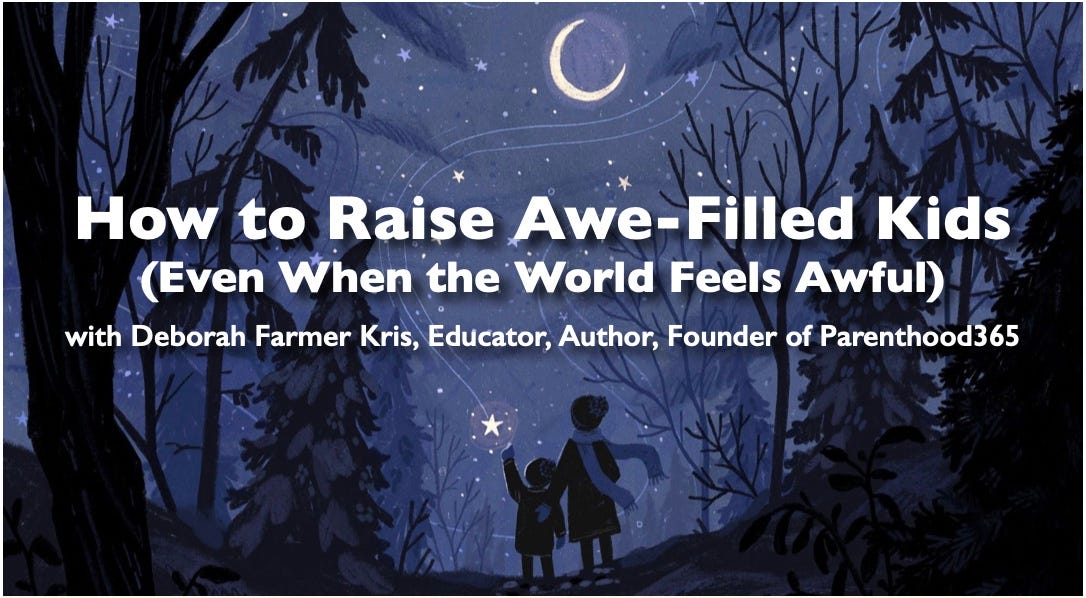 How to Raise Awe-Filled Kids
(Even When the World Feels Awful)
with Deborah Farmer Kris, Educator, Author, Founder of Parenthood365